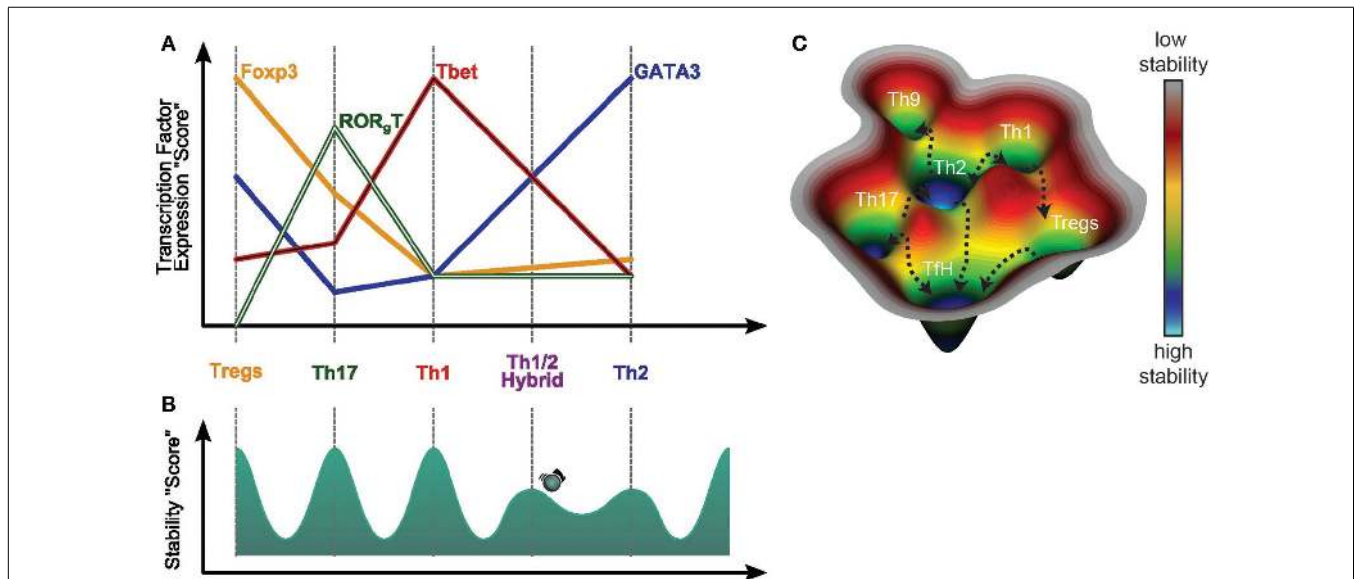 A
Transcription Factor
Expression "Score"
Foxp3
RORgT
Tbet
GATA3
Tregs
Th17
Th1
Th1/2
Hybrid
Th2
B
Stability "Score"
C
Th9
Th1
Th2
Th17
Tregs
TfH
low
stability
high
stability